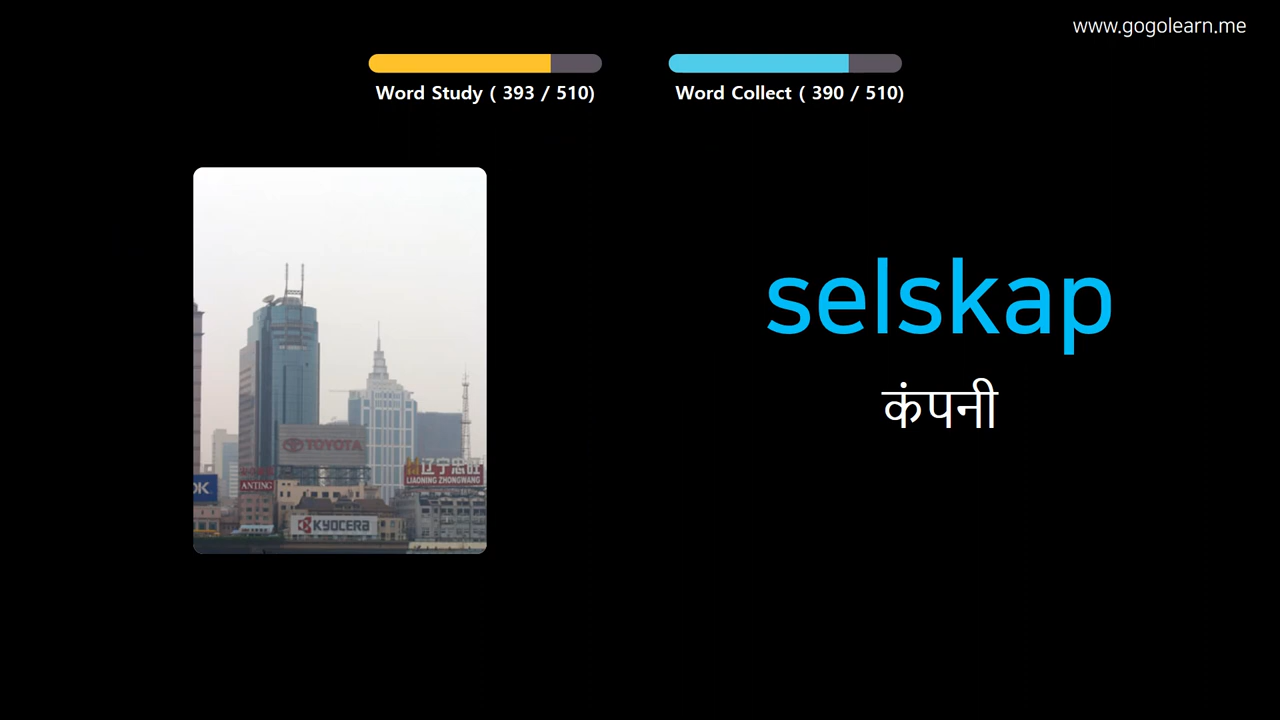 www.gogolearn.me
Word Study ( 393 / 510)
Word Collect ( 390 / 510)
selskap
कंपनी
TOYOTA
OK
ANTING
辽宁忠旺
LIAONING ZHONGWANG
KYOCERA